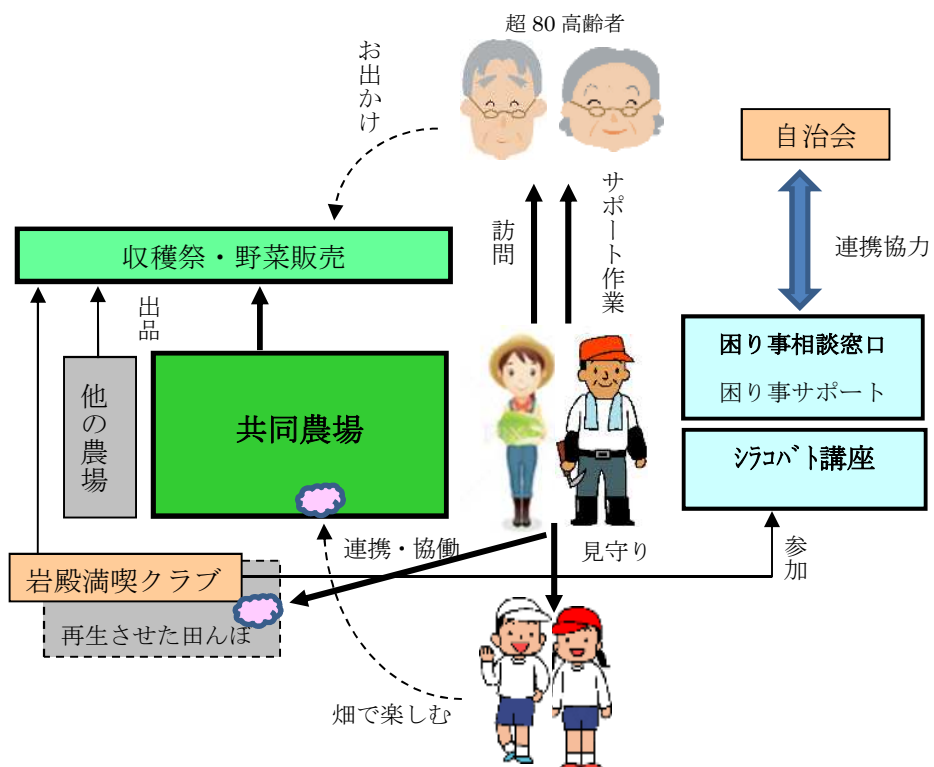 超 80 高齢者
お出かけ
自治会
サポート作業
訪問
連携協力
収穫祭・野菜販売
出品
困り事相談窓口
困り事サポート
他の農場
共同農場
ｼﾗｺﾊﾞﾄ講座
連携・協働
見守り
参加
岩殿満喫クラブ
再生させた田んぼ
畑で楽しむ